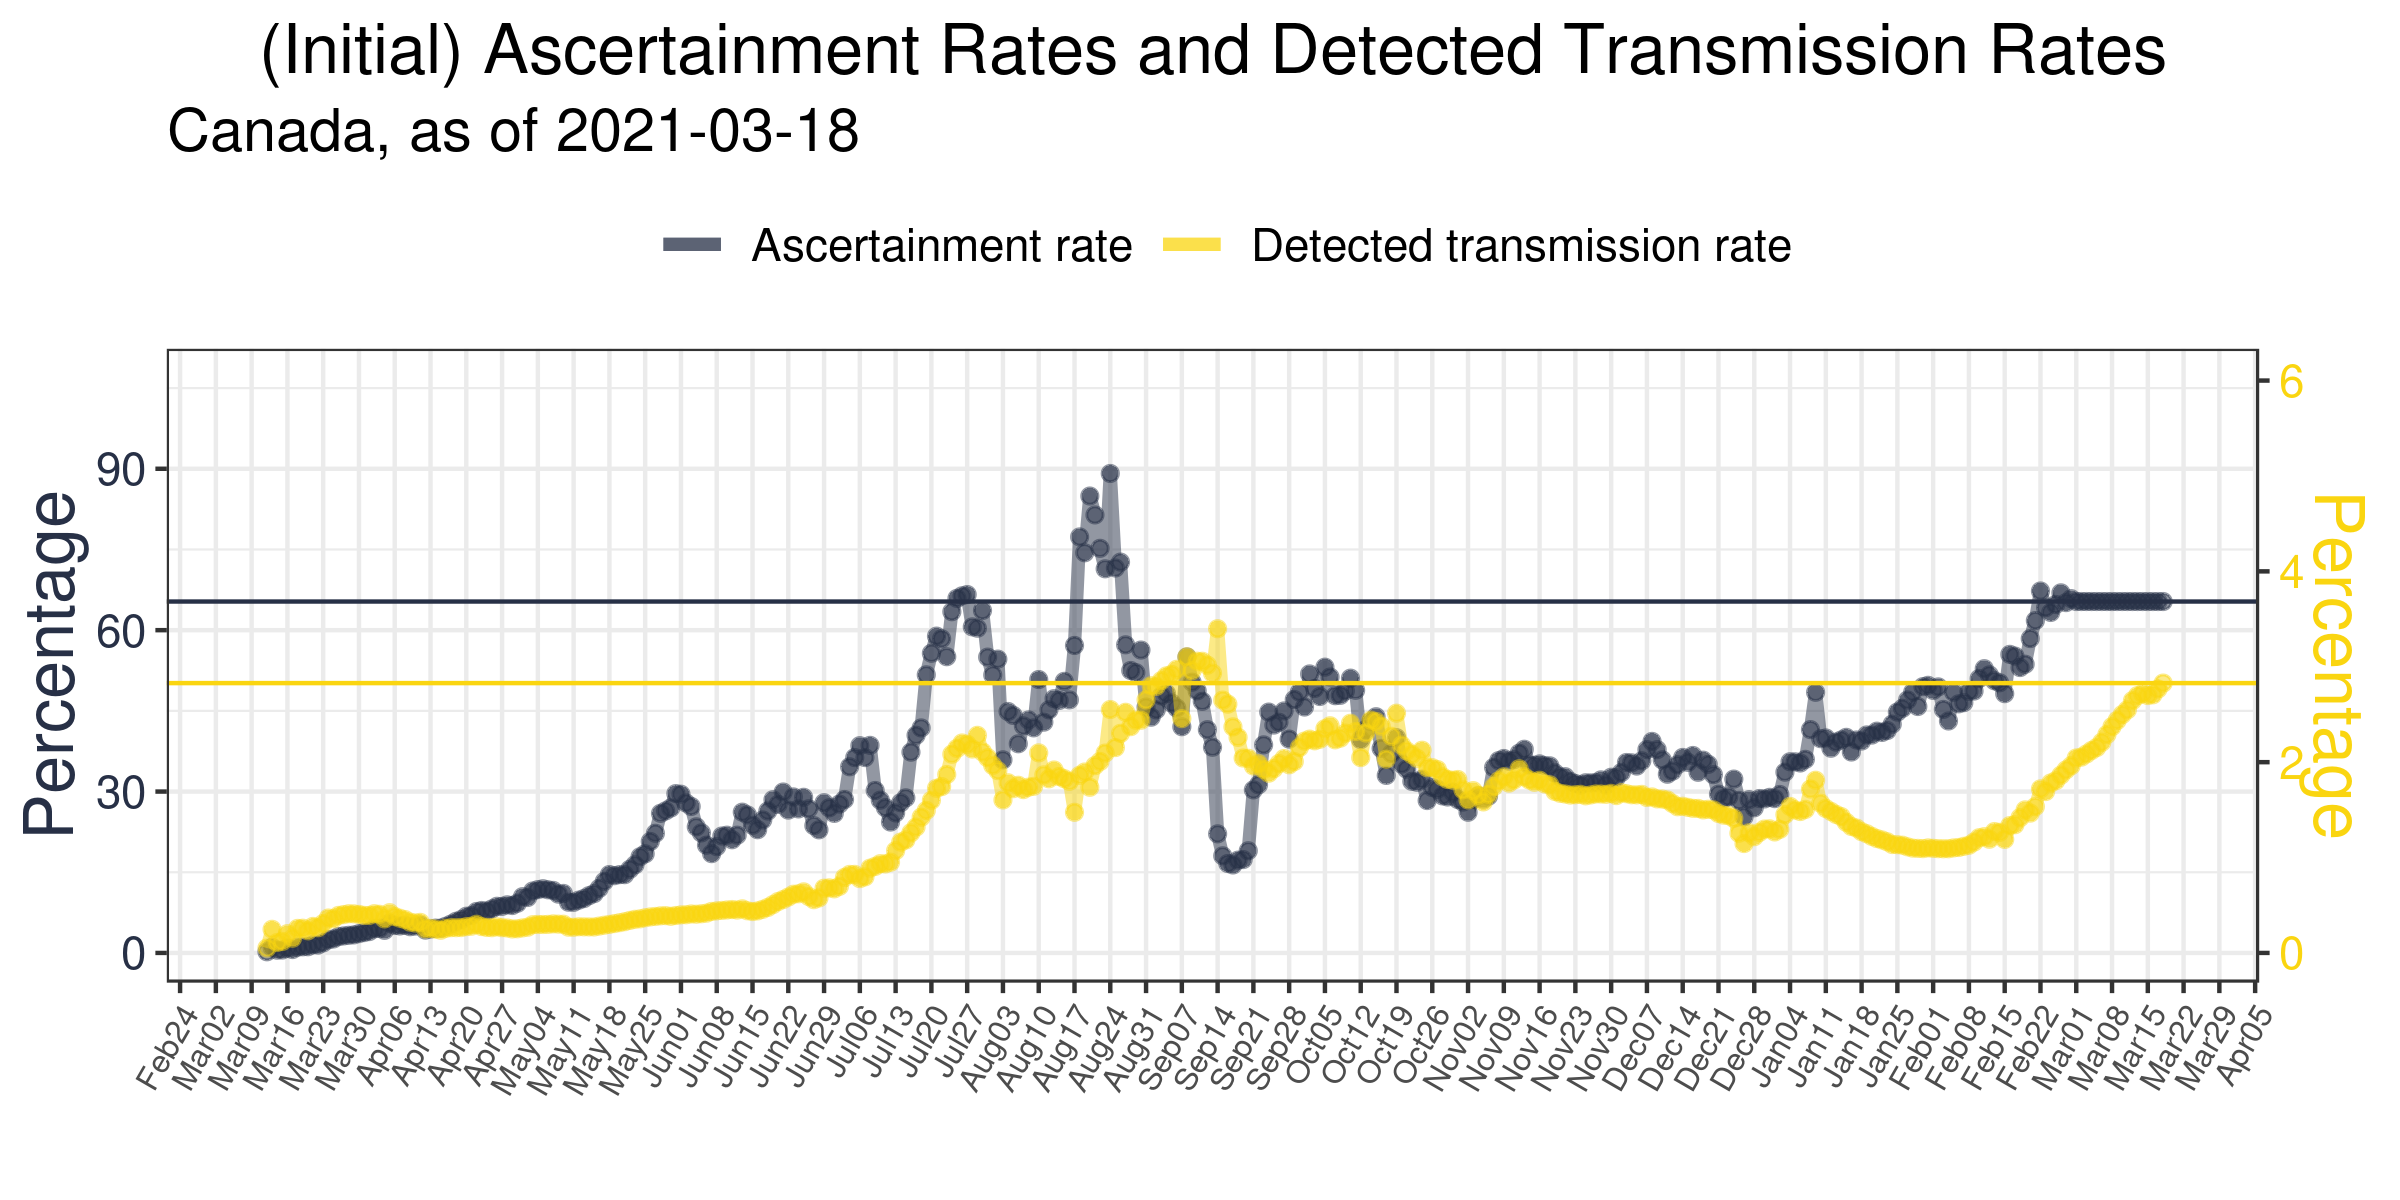 (Initial) Ascertainment Rates and Detected Transmission Rates
Canada, as of 2021-03-18
Ascertainment rate
Detected transmission rate
Percentage
90
60
30
0
6
4
2
0
Percentage
Feb24
Mar02
Mar09
Mar16
Mar23
Mar30
Apr06
Apr13
Apr20
Apr27
May04
May11
May18
May25
Jun01
Jun08
Jun15
Jun22
Jun29
Jul06
Jul13
Jul20
Jul27
Aug03
Aug10
Aug17
Aug24
Aug31
Sep07
Sep14
Sep21
Sep28
Oct05
Oct12
Oct19
Oct26
Nov02
Nov09
Nov16
Nov23
Nov30
Dec07
Dec14
Dec21
Dec28
Jan04
Jan11
Jan18
Jan25
Feb01
Feb08
Feb15
Feb22
Mar01
Mar08
Mar15
Mar22
Mar29
Apr05